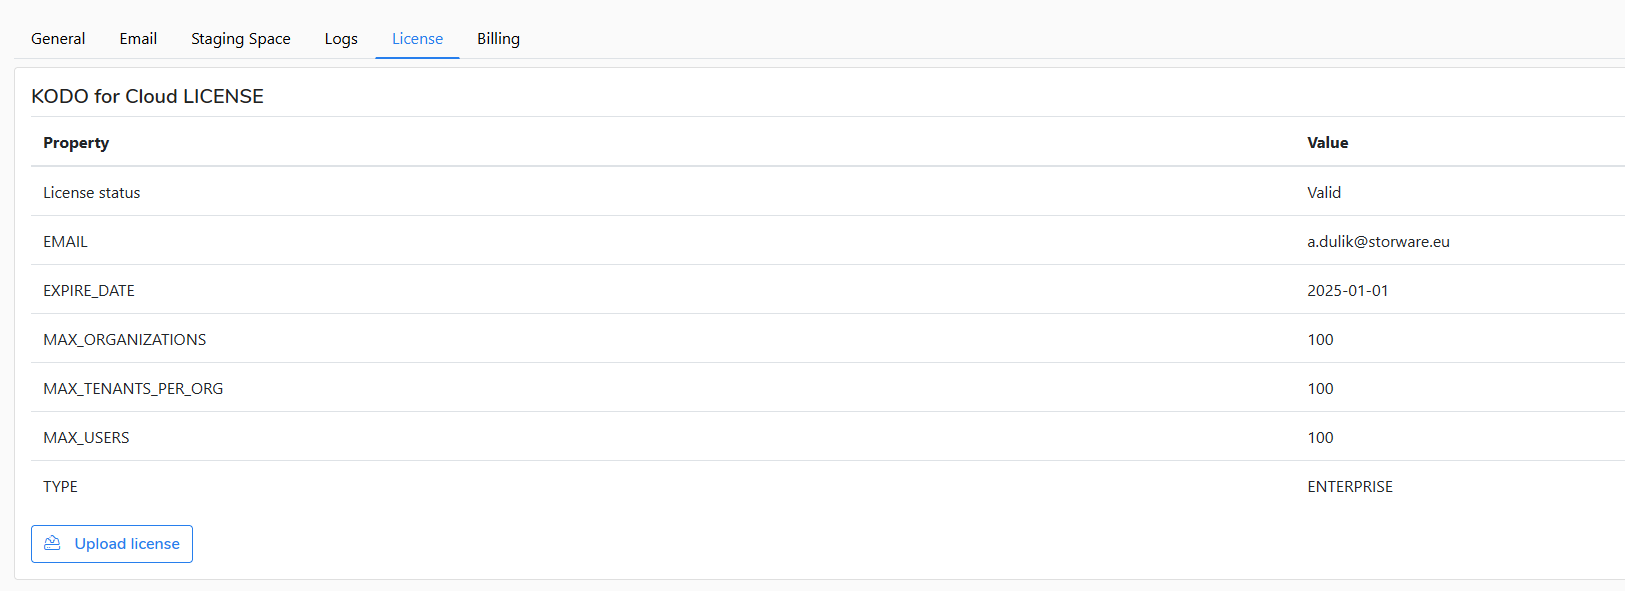 General Email Staging Space Logs License Billing
KODO for Cloud LICENSE
Property Value
License status Valid
EMAIL a.dulik@storware.eu
EXPIRE_DATE 2025-01-01
MAX_ORGANIZATIONS 100
MAX_TENANTS_PER_ORG 100
MAX_USERS 100
TYPE ENTERPRISE
Upload license